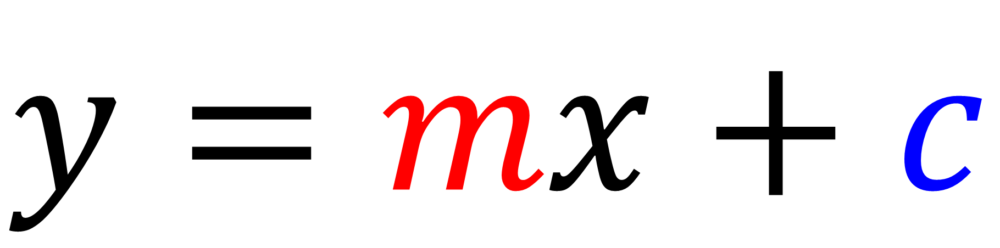 y = mx + c